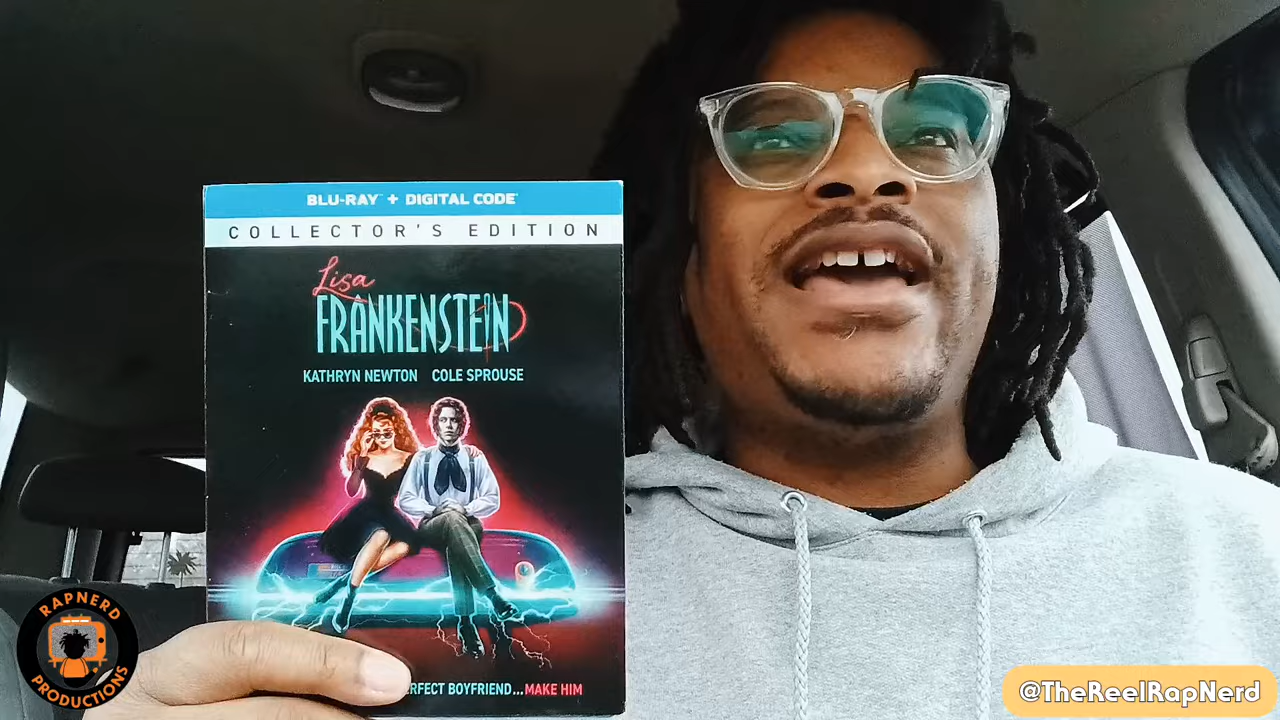 BLU-RAY + DIGITAL CODE
COLLECTOR'S EDITION
Lisa
FRANKENSTEIN
KATHRYN NEWTON COLE SPROUSE
RFECT BOYFRIEND...MAKE HIM
RAPNERD
PRODUCTIONS
@TheReelRapNerd